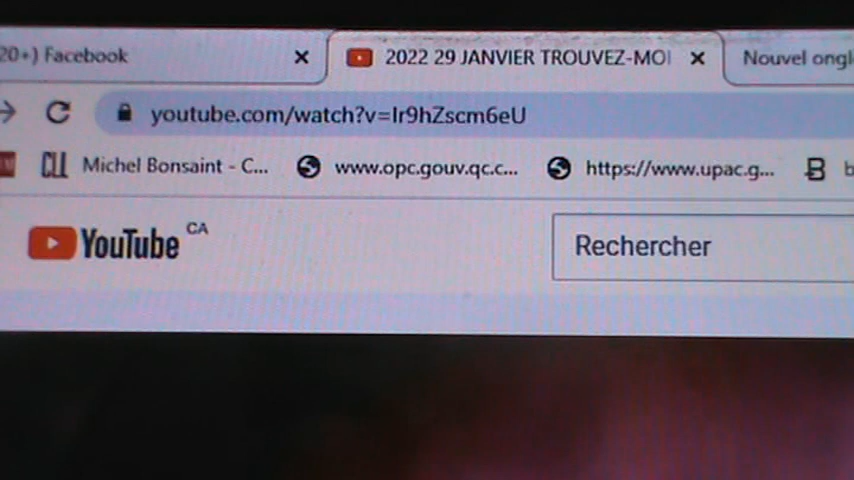 20+) Facebook × 2022 29 JANVIER TROUVEZ-MOI × Nouvel ongl
youtube.com/watch?v=Ir9hZscm6eU
CLL Michel Bonsaint - C... www.opc.gouv.qc.c... https://www.upac.g... b
YouTube CA Rechercher